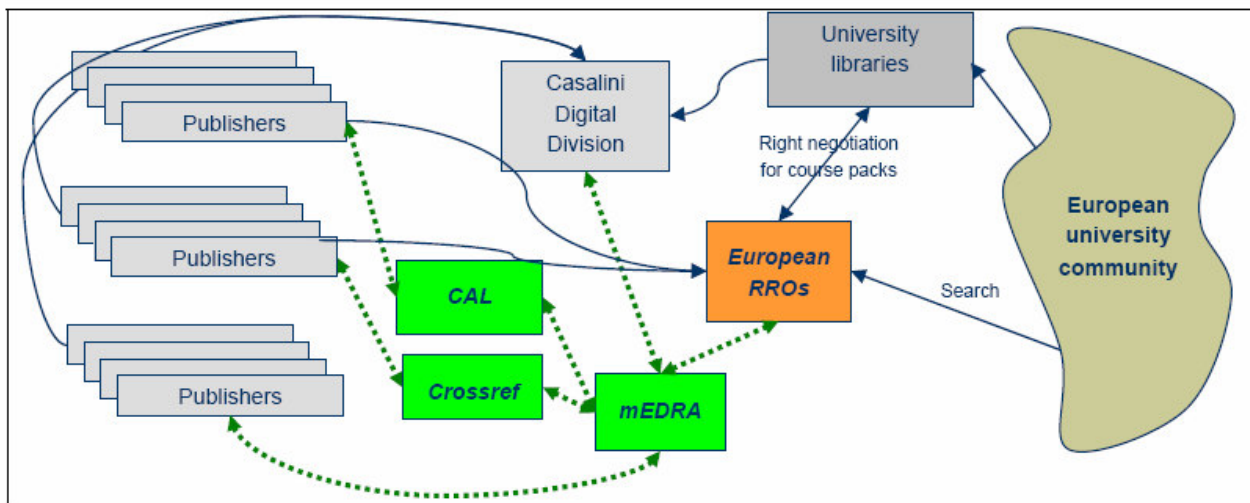 University
libraries
Casalini
Digital
Division
Publishers
Right negotiation
for course packs
European
university
community
Publishers
European
RROs
Search
CAL
Crossref
mEDRA
Publishers